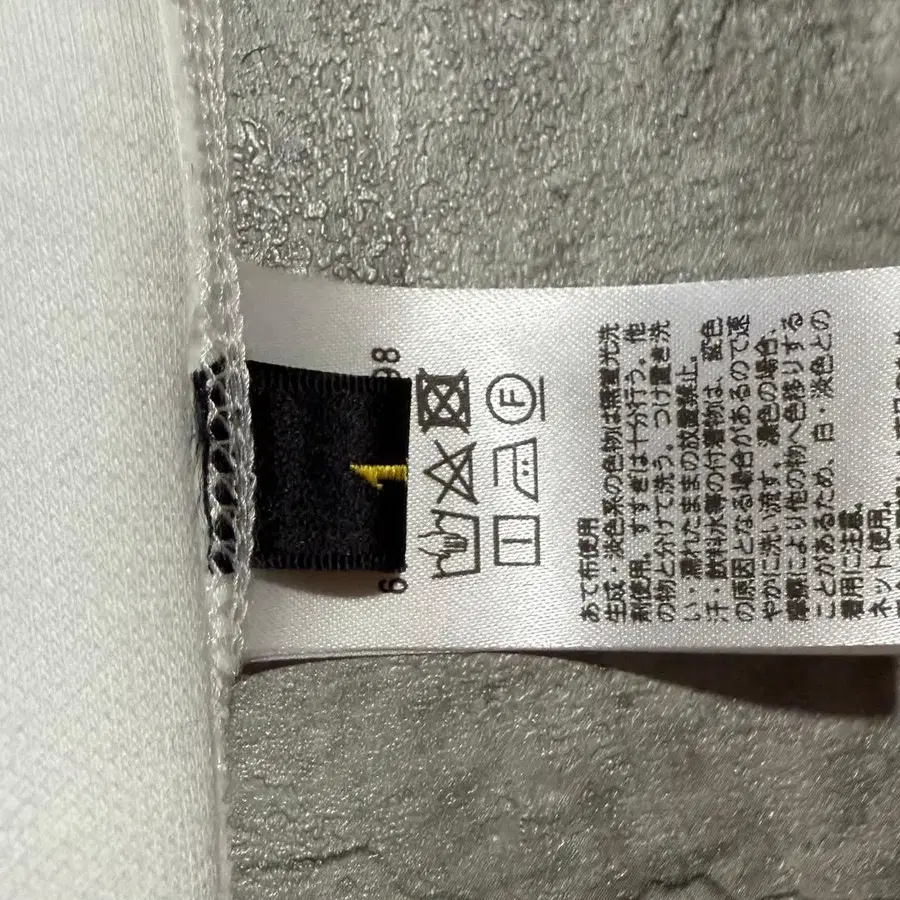 6
98
1
F
あて布使用
生成・淡色系の色物は無蛍光洗
剤使用。すすぎは十分行う。他
の物と分けて洗う。つけ置き洗
い・濡れたままの放置禁止。
汗・飲料水等の付着物は、変色
の原因となる場合があるので速
やかに洗い流す。濃色の場合、
摩擦により他の物へ色移りする
ことがあるため、白・淡色との
着用に注意。
ネット使用。